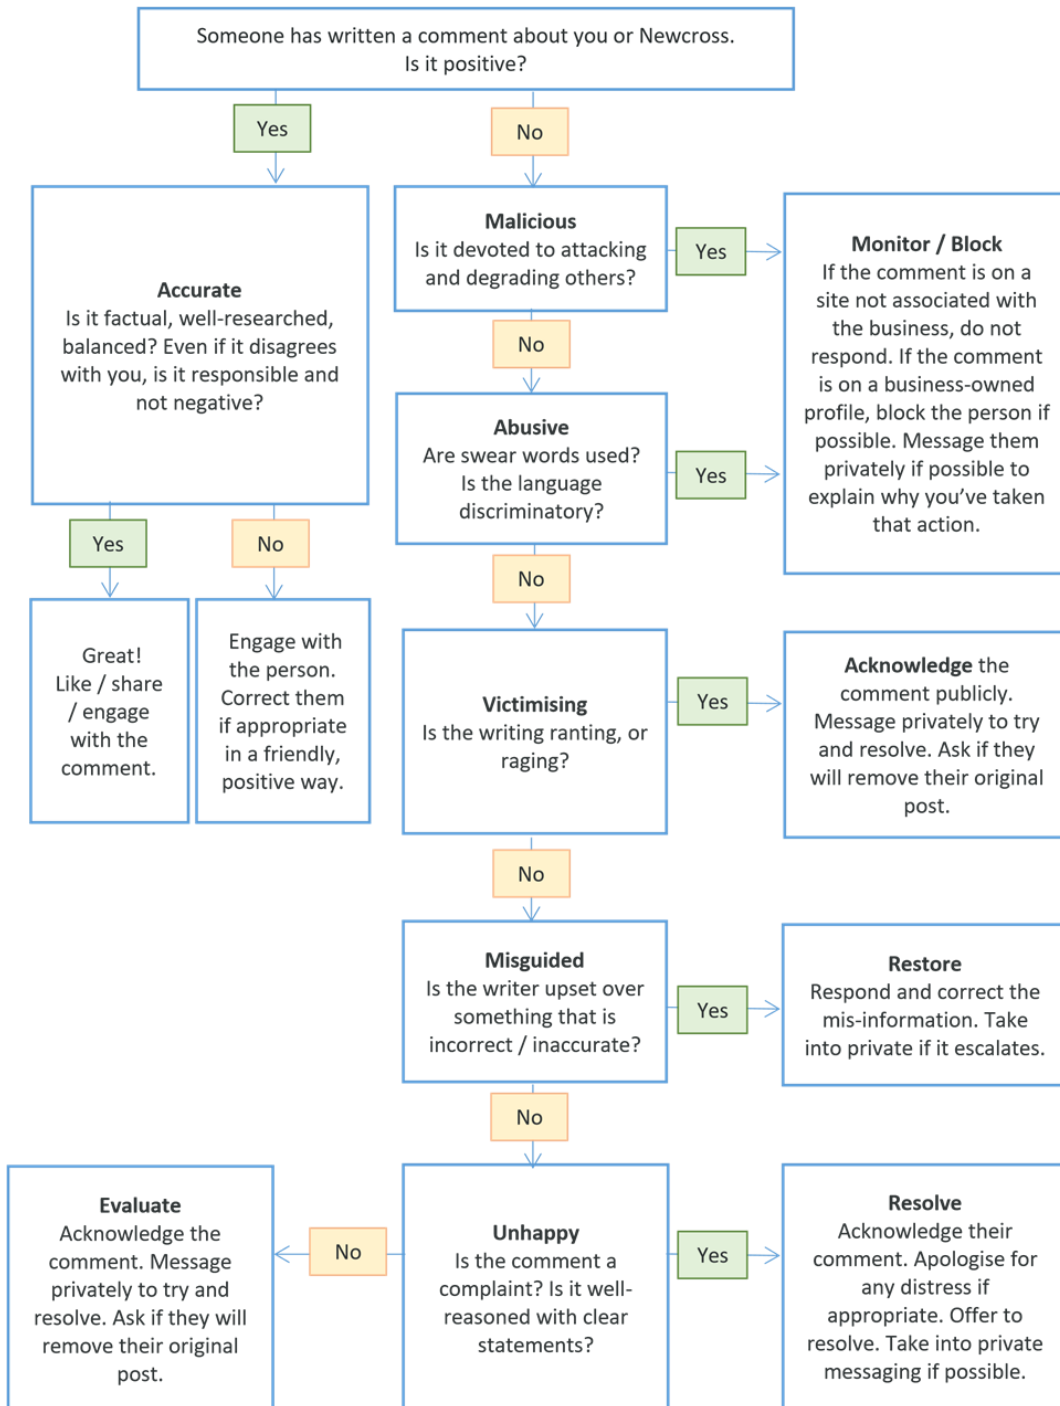 Someone has written a comment about you or Newcross.
Is it positive?
Yes
No
Accurate
Is it factual, well-researched,
balanced? Even if it disagrees
with you, is it responsible and
not negative?
Yes
No
Great!
Like / share
/ engage
with the
comment.
Engage with
the person.
Correct them
if appropriate
in a friendly,
positive way.
Malicious
Is it devoted to attacking
and degrading others?
Yes
Monitor / Block
If the comment is on a
site not associated with
the business, do not
respond. If the comment
is on a business-owned
profile, block the person if
possible. Message them
privately if possible to
explain why you've taken
that action.
No
Abusive
Are swear words used?
Is the language
discriminatory?
Yes
No
Victimising
Is the writing ranting, or
raging?
Yes
Acknowledge the
comment publicly.
Message privately to try
and resolve. Ask if they
will remove their original
post.
No
Misguided
Is the writer upset over
something that is
incorrect / inaccurate?
Yes
Restore
Respond and correct the
mis-information. Take
into private if it escalates.
No
Unhappy
Is the comment a
complaint? Is it well-
reasoned with clear
statements?
No
Evaluate
Acknowledge the
comment. Message
privately to try and
resolve. Ask if they will
remove their original
post.
Yes
Resolve
Acknowledge their
comment. Apologise for
any distress if
appropriate. Offer to
resolve. Take into private
messaging if possible.